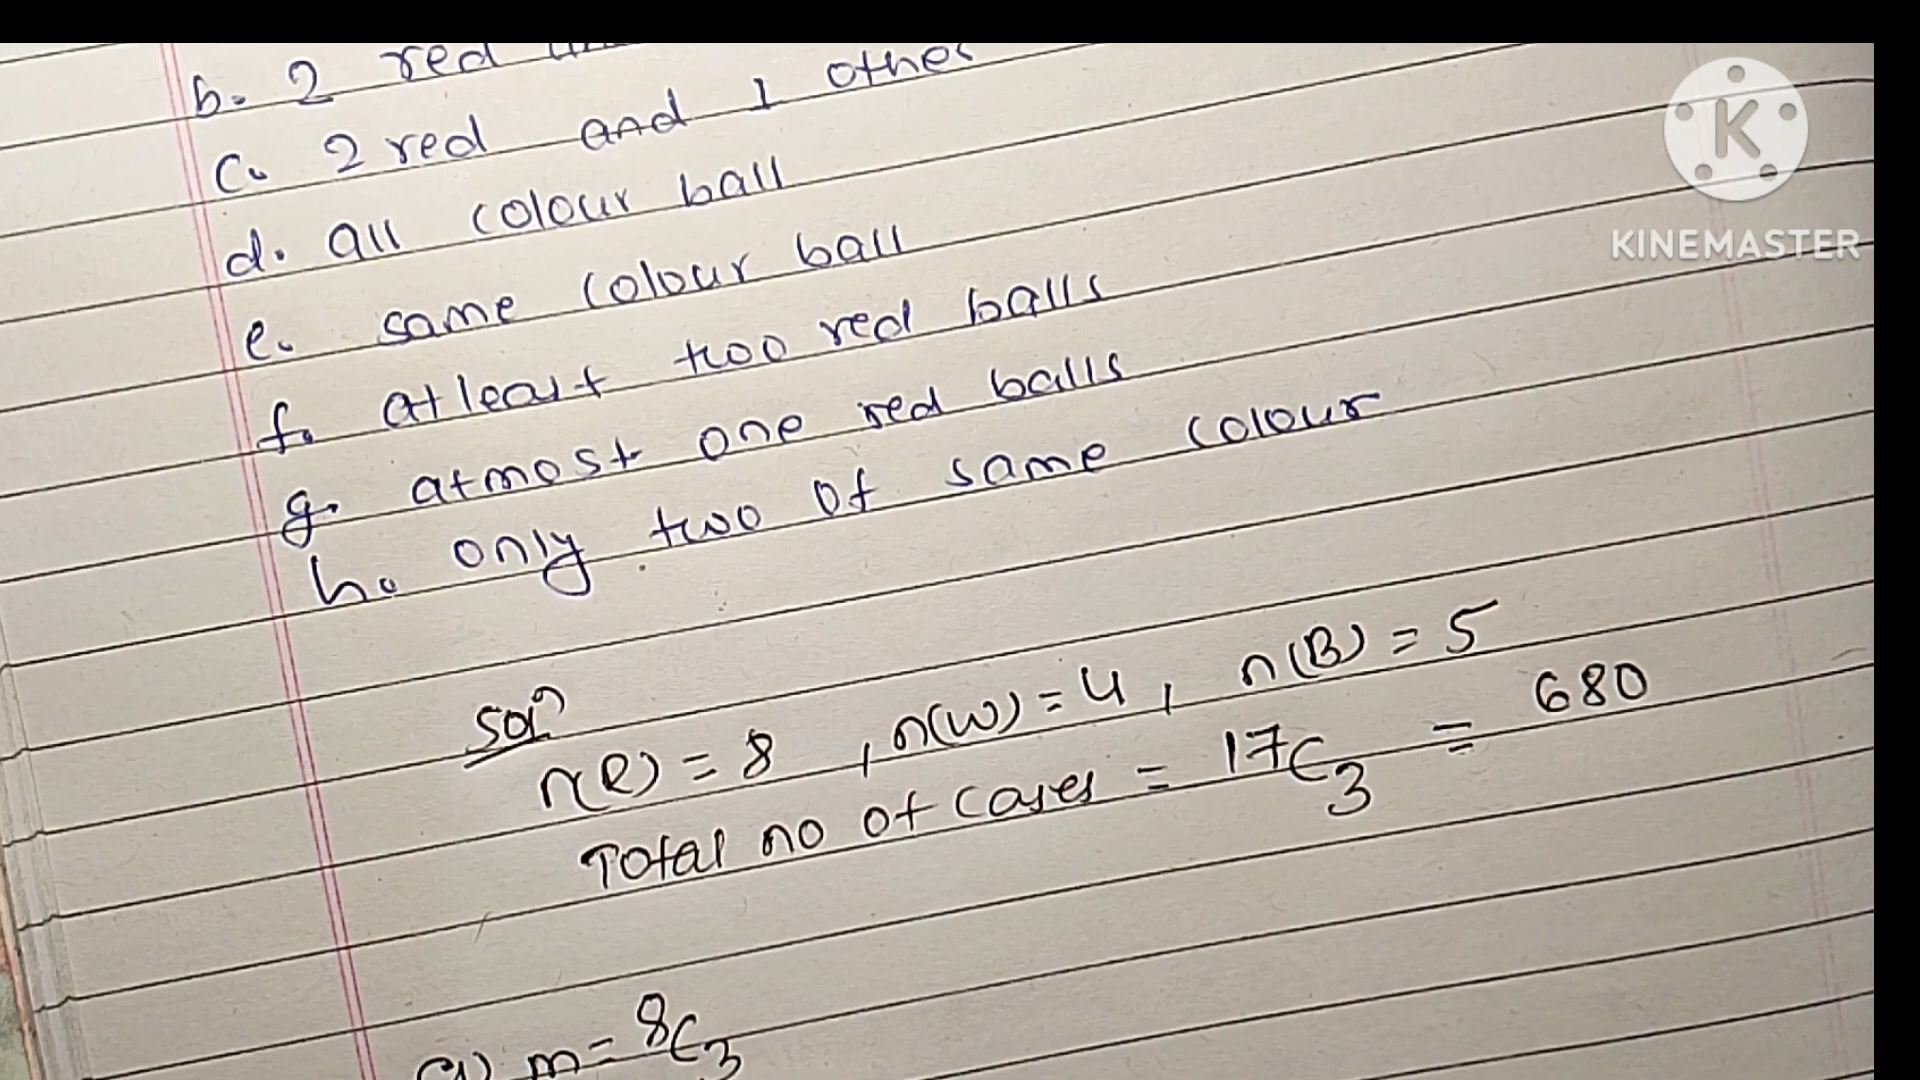 b. 2 red
c. 2 red and 1 other
d. all colour ball
e. same colour ball
f. atleast two red balls
g. atmost one red balls
h. only two of same colour
Solⁿ
n(R) = 8, n(W) = 4, n(B) = 5
Total no of cases = 17C₃ = 680
(a) m = 8C₃
K
KINEMASTER